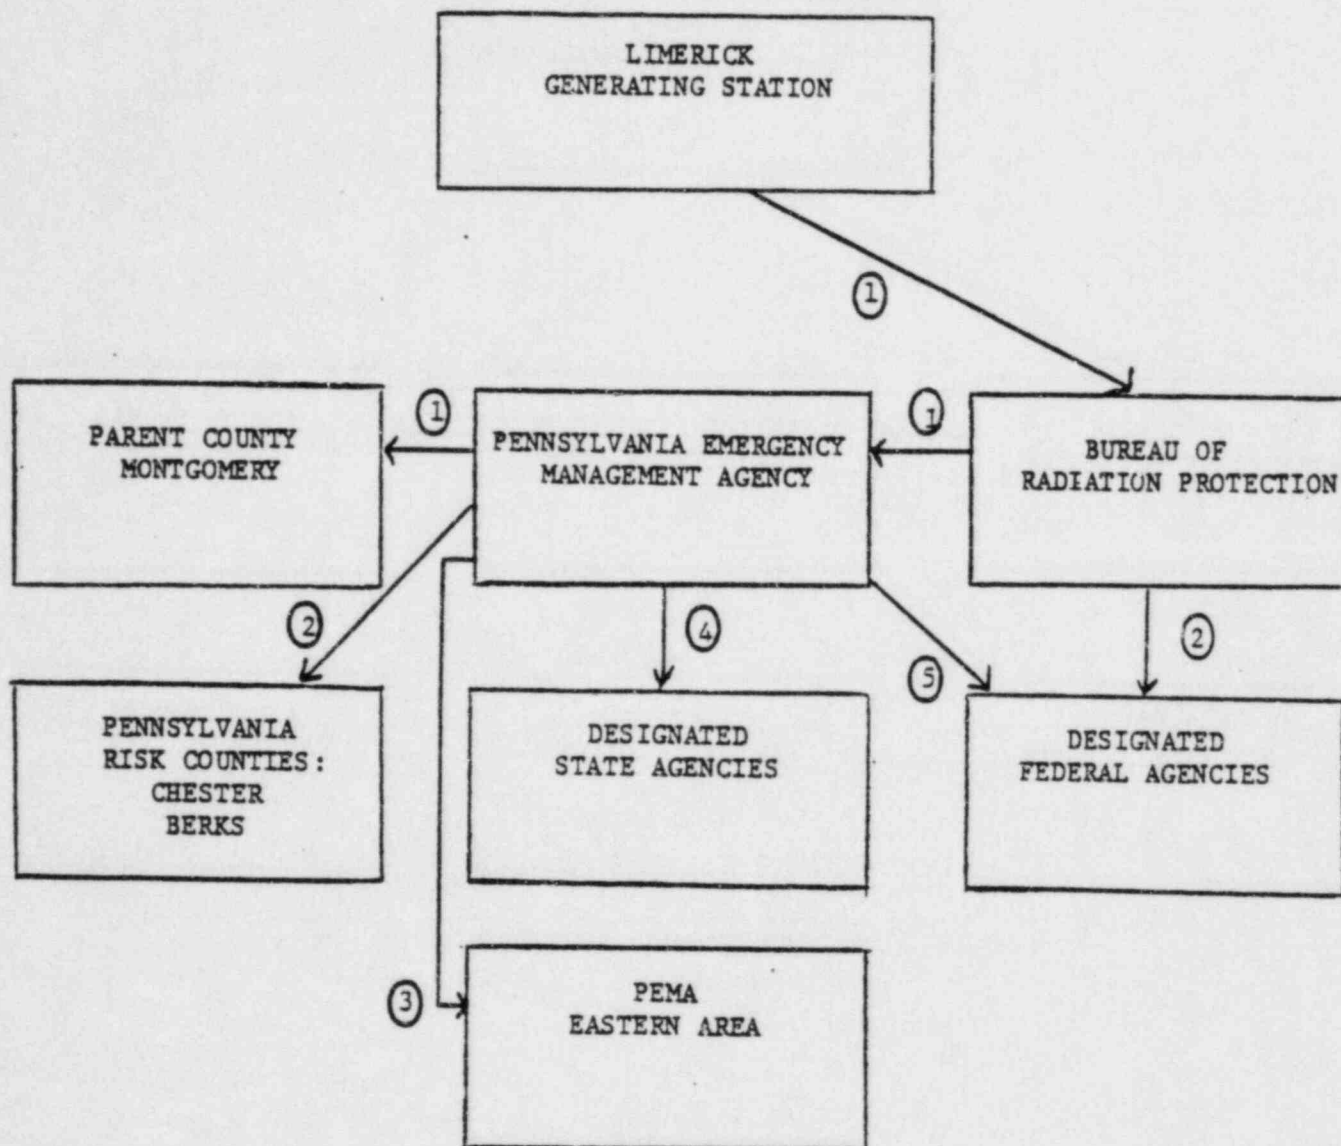 LIMERICK
GENERATING STATION
1
PARENT COUNTY
MONTGOMERY
1
PENNSYLVANIA EMERGENCY
MANAGEMENT AGENCY
1
BUREAU OF
RADIATION PROTECTION
2
4
5
2
PENNSYLVANIA
RISK COUNTIES:
CHESTER
BERKS
DESIGNATED
STATE AGENCIES
DESIGNATED
FEDERAL AGENCIES
3
PEMA
EASTERN AREA